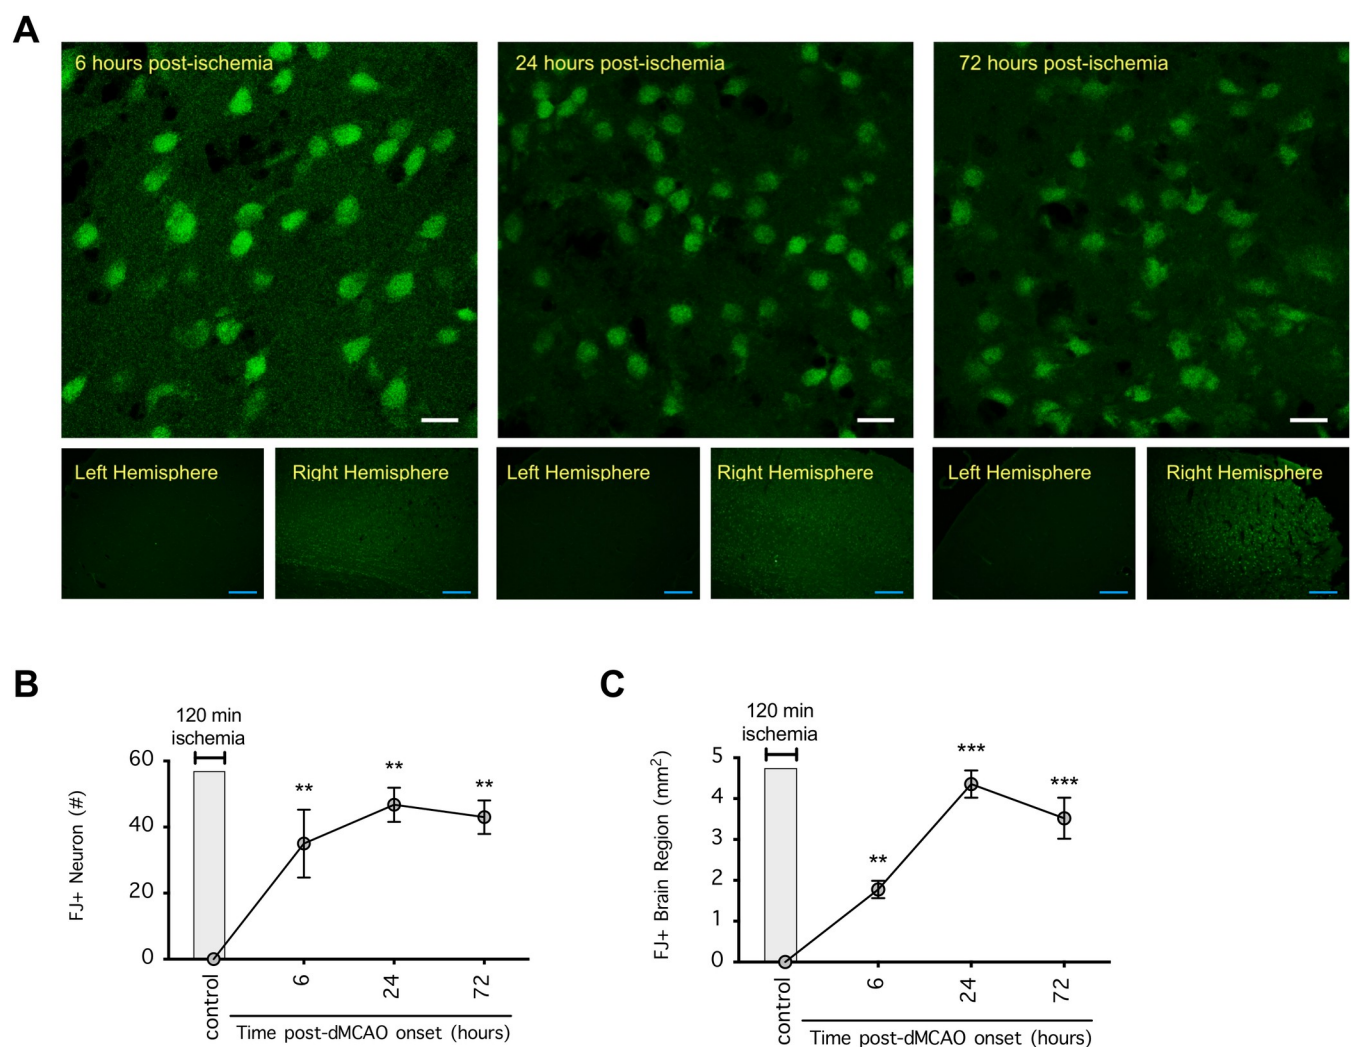 A
6 hours post-ischemia
24 hours post-ischemia
72 hours post-ischemia
Left Hemisphere
Right Hemisphere
Left Hemisphere
Right Hemisphere
Left Hemisphere
Right Hemisphere
B
120 min
ischemia
FJ+ Neuron (#)
60
40
20
0
**
**
**
control
6
24
72
Time post-dMCAO onset (hours)
C
120 min
ischemia
FJ+ Brain Region (mm²)
5
4
3
2
1
0
**
***
***
control
6
24
72
Time post-dMCAO onset (hours)